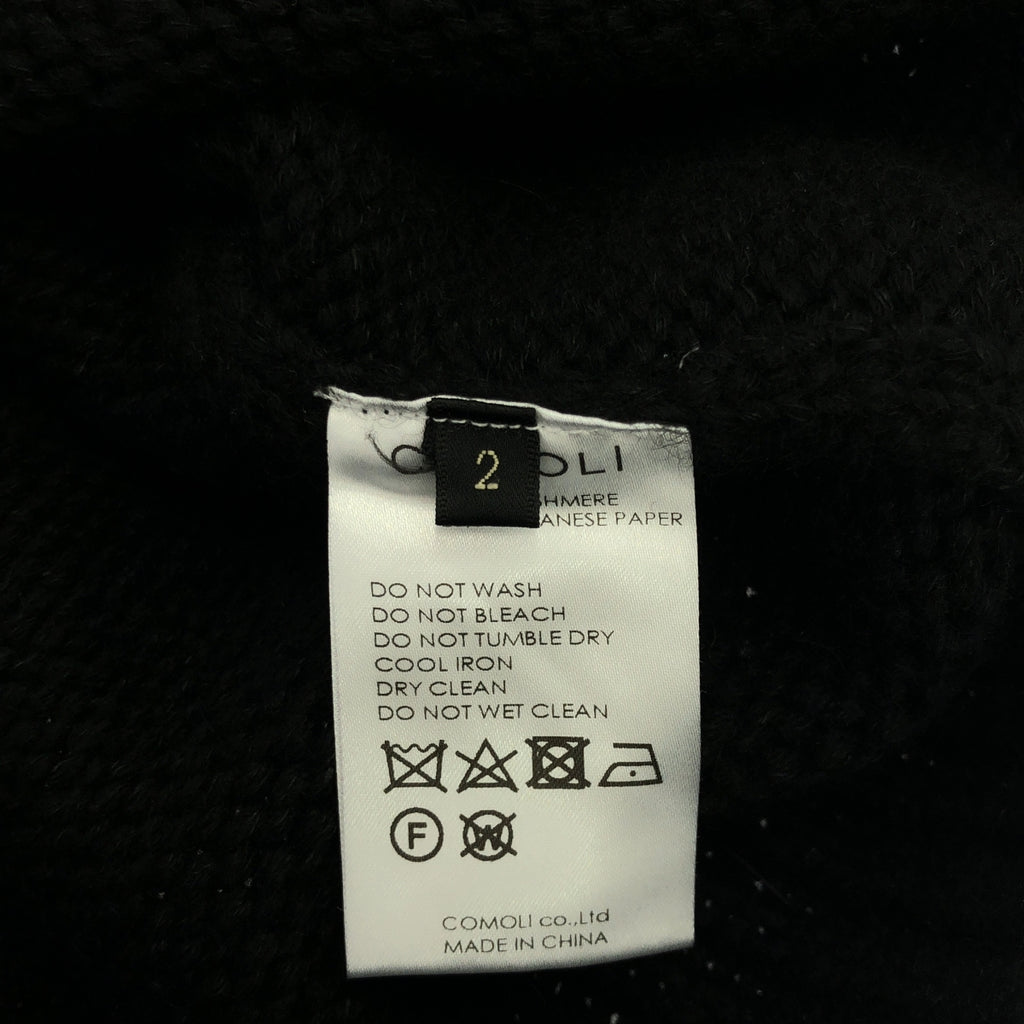 2
DO NOT WASH
DO NOT BLEACH
DO NOT TUMBLE DRY
COOL IRON
DRY CLEAN
DO NOT WET CLEAN
F W
COMOLI co.,Ltd
MADE IN CHINA
PAPER